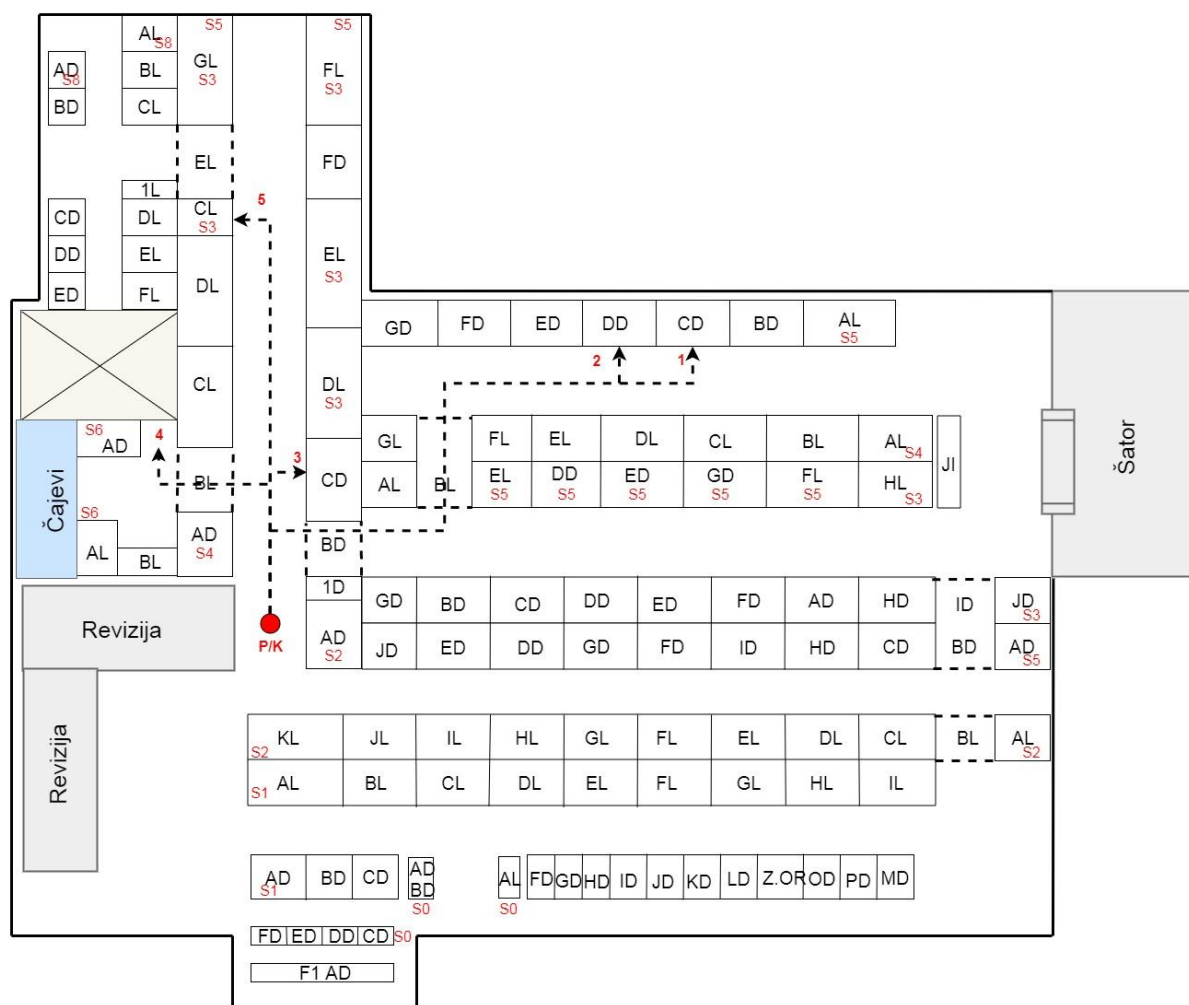 AL
S8
S5
S5
AD
S8
BL
GL
S3
FL
S3
BD
CL
EL
FD
1L
5
CD
DL
CL
S3
DD
EL
DL
EL
S3
ED
FL
GD
FD
ED
DD
CD
BD
AL
S5
2
1
CL
DL
S3
S6
AD
4
3
CD
GL
FL
EL
DL
CL
BL
AL
S4
JI
Šator
BL
AL
BL
EL
S5
DD
S5
ED
S5
GD
S5
FL
S5
HL
S3
Čajevi
S6
AL
BL
AD
S4
BD
1D
GD
BD
CD
DD
ED
FD
AD
HD
ID
JD
S3
Revizija
P/K
AD
S2
JD
ED
DD
GD
FD
ID
HD
CD
BD
AD
S5
Revizija
S2
KL
JL
IL
HL
GL
FL
EL
DL
CL
BL
AL
S2
S1
AL
BL
CL
DL
EL
FL
GL
HL
IL
AD
S1
BD
CD
AD
BD
S0
AL
S0
FD
GD
HD
ID
JD
KD
LD
Z.OR
OD
PD
MD
FD
ED
DD
CD
S0
F1 AD